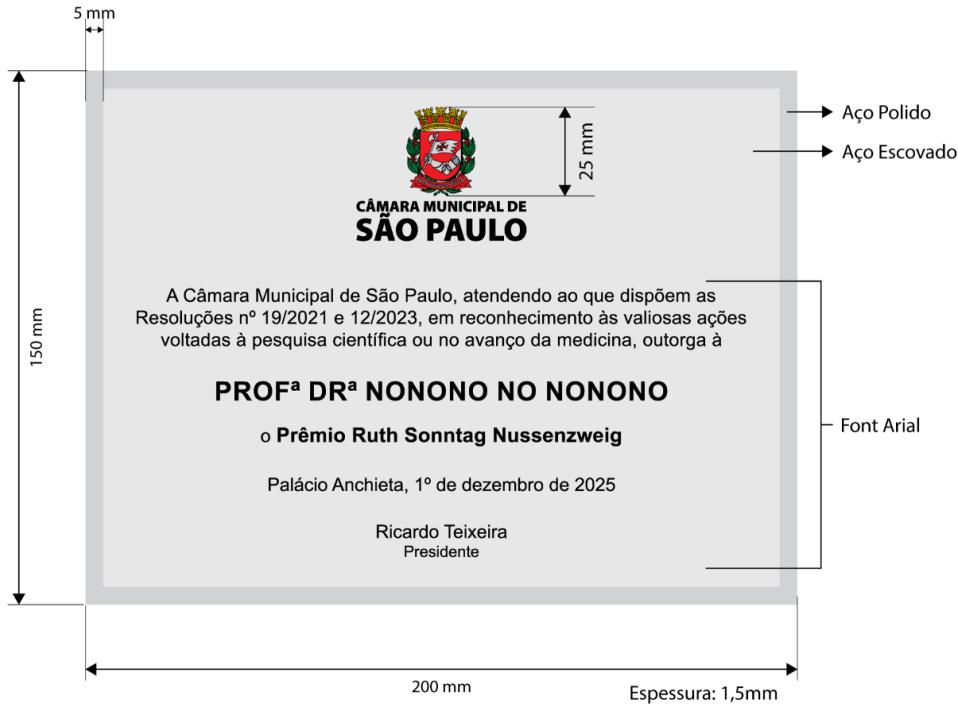 5 mm
Aço Polido
Aço Escovado
25 mm
CÂMARA MUNICIPAL DE
SÃO PAULO
A Câmara Municipal de São Paulo, atendendo ao que dispõem as
Resoluções nº 19/2021 e 12/2023, em reconhecimento às valiosas ações
voltadas à pesquisa científica ou no avanço da medicina, outorga à
150 mm
PROFª DRª NONONO NO NONONO
Font Arial
o Prêmio Ruth Sonntag Nussenzweig
Palácio Anchieta, 1º de dezembro de 2025
Ricardo Teixeira
Presidente
200 mm
Espessura: 1,5mm